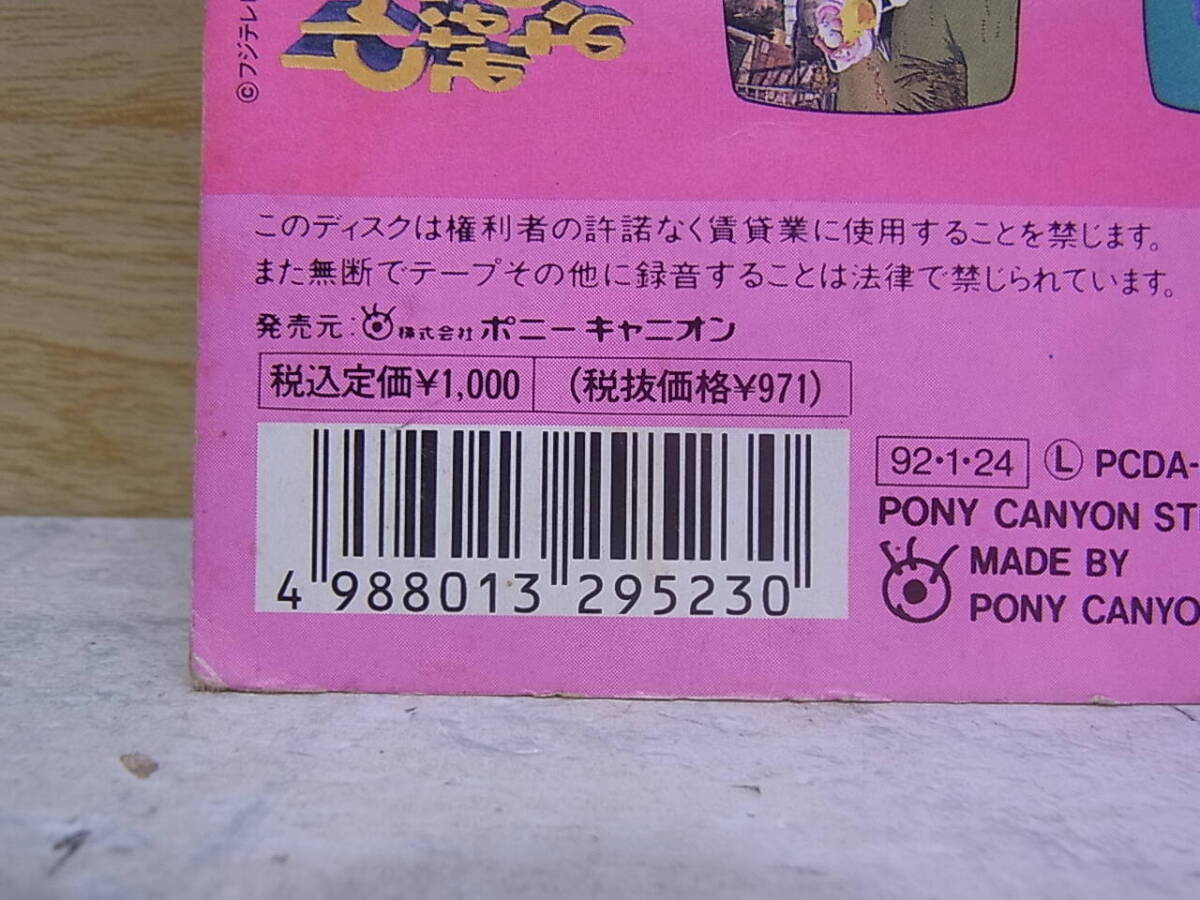 ©フジテレビ
このディスクは権利者の許諾なく賃貸業に使用することを禁じます。
また無断でテープその他に録音することは法律で禁じられています。
発売元:株式会社ポニーキャニオン
税込定価¥1,000 (税抜価格¥971)
4 988013 295230
92・1・24 Ⓛ PCDA-
PONY CANYON ST
MADE BY
PONY CANYO